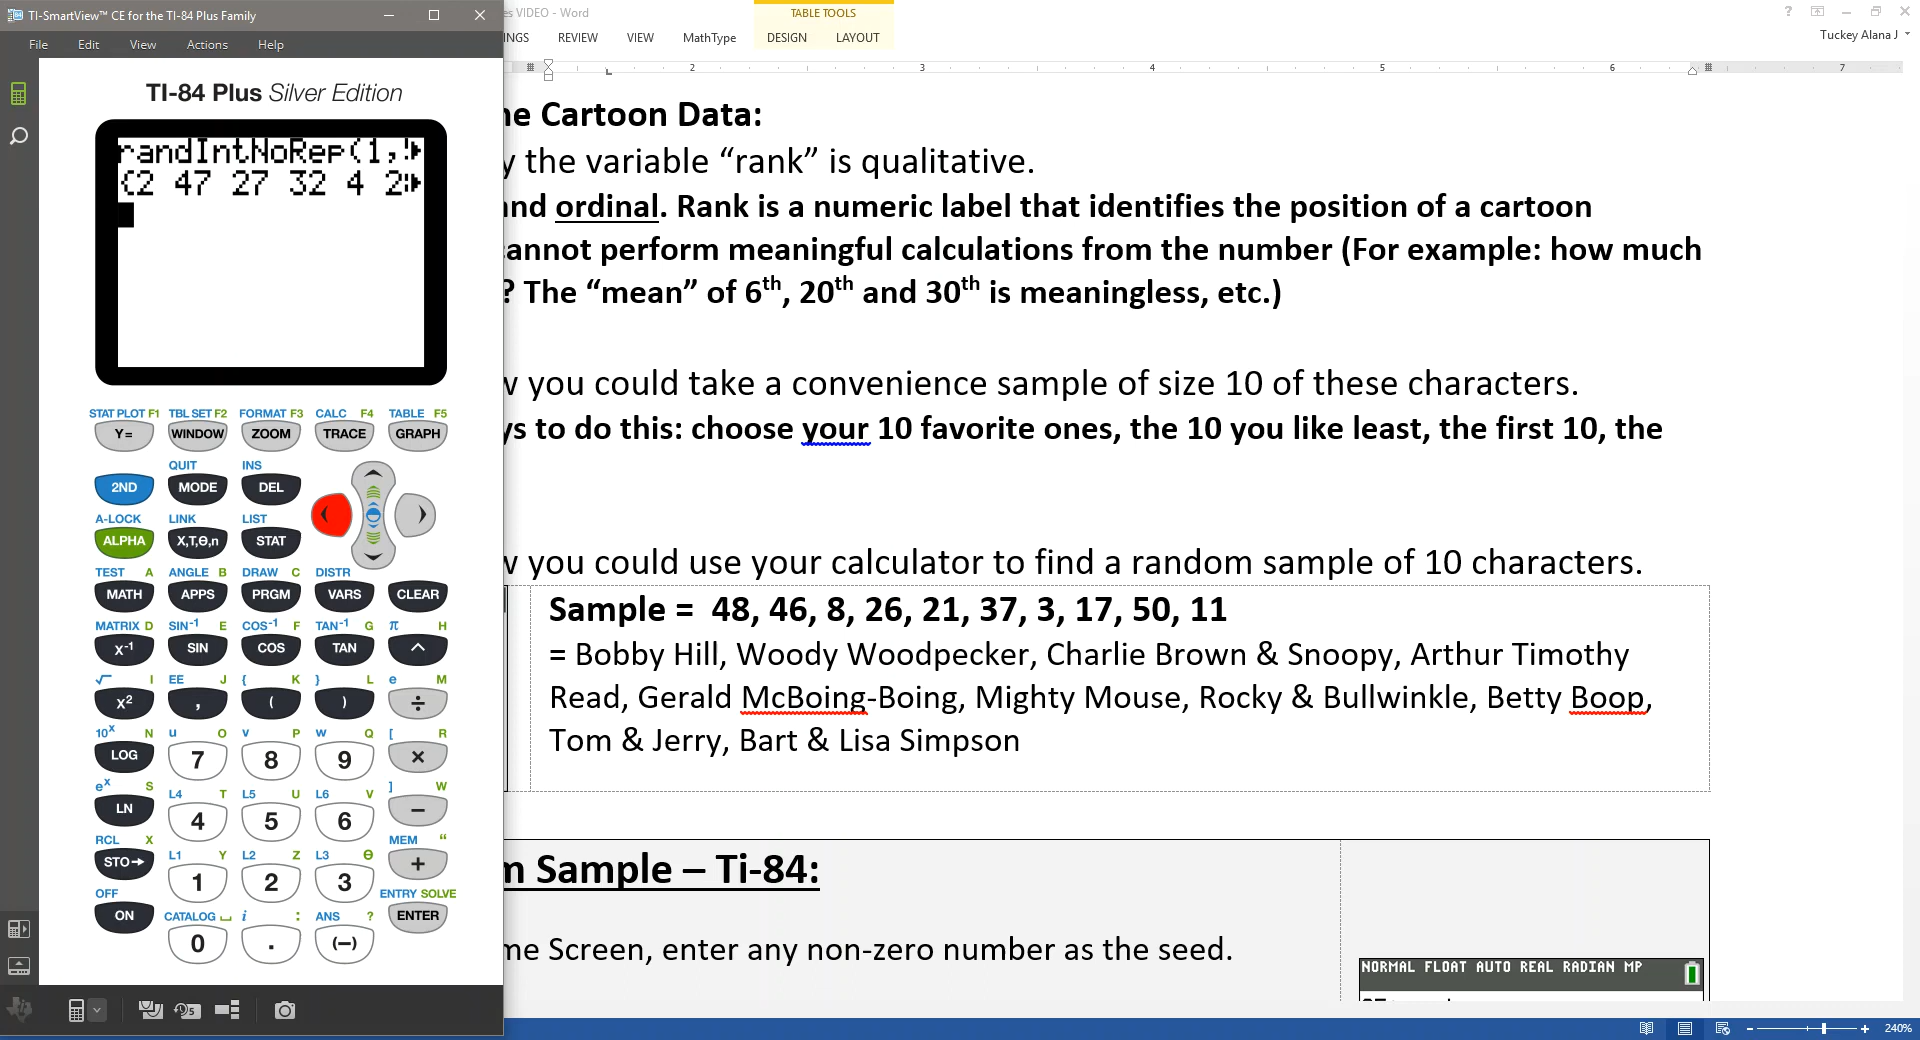 TI-SmartView™ CE for the TI-84 Plus Family
File Edit View Actions Help
TI-84 Plus Silver Edition
randIntNoRep(1,
{2 47 27 32 4 2
STAT PLOT F1 TBL SET F2 FORMAT F3 CALC F4 TABLE F5
Y= WINDOW ZOOM TRACE GRAPH
QUIT INS
2ND MODE DEL
A-LOCK LINK LIST
ALPHA X,T,Θ,n STAT
TEST A ANGLE B DRAW C DISTR
MATH APPS PRGM VARS CLEAR
MATRIX D SIN⁻¹ E COS⁻¹ F TAN⁻¹ G π H
x⁻¹ SIN COS TAN ^
√ I EE J { K } L e M
x² , ( ) ÷
10ˣ N u O v P w Q [ R
LOG 7 8 9 ×
eˣ S L4 T L5 U L6 V ] W
LN 4 5 6 −
RCL X L1 Y L2 Z L3 Θ MEM “
STO→ 1 2 3 +
OFF CATALOG ⎵ i : ANS ? ENTRY SOLVE
ON 0 . (−) ENTER
es VIDEO - Word TABLE TOOLS ?
INGS REVIEW VIEW MathType DESIGN LAYOUT Tuckey Alana J
2 3 4 5 6 7
he Cartoon Data:
y the variable “rank” is qualitative.
and ordinal. Rank is a numeric label that identifies the position of a cartoon
cannot perform meaningful calculations from the number (For example: how much
? The “mean” of 6th, 20th and 30th is meaningless, etc.)
w you could take a convenience sample of size 10 of these characters.
ys to do this: choose your 10 favorite ones, the 10 you like least, the first 10, the
w you could use your calculator to find a random sample of 10 characters.
Sample = 48, 46, 8, 26, 21, 37, 3, 17, 50, 11
= Bobby Hill, Woody Woodpecker, Charlie Brown & Snoopy, Arthur Timothy
Read, Gerald McBoing-Boing, Mighty Mouse, Rocky & Bullwinkle, Betty Boop,
Tom & Jerry, Bart & Lisa Simpson
m Sample – Ti-84:
me Screen, enter any non-zero number as the seed.
NORMAL FLOAT AUTO REAL RADIAN MP
240%